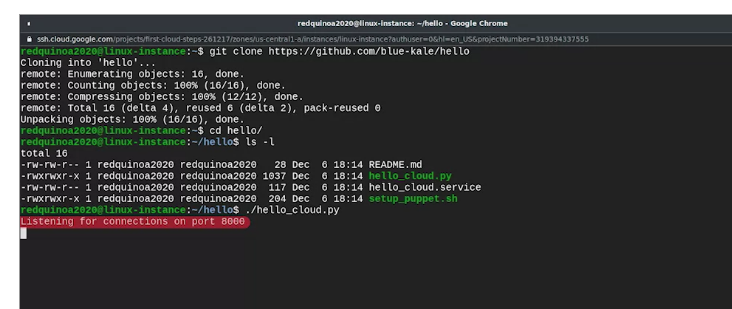 redquinoa2020@linux-instance: ~/hello - Google Chrome
ssh.cloud.google.com/projects/first-cloud-steps-261217/zones/us-central1-a/instances/linux-instance?authuser=0&hl=en_US&projectNumber=319394337555
redquinoa2020@linux-instance:~$ git clone https://github.com/blue-kale/hello
Cloning into 'hello'...
remote: Enumerating objects: 16, done.
remote: Counting objects: 100% (16/16), done.
remote: Compressing objects: 100% (12/12), done.
remote: Total 16 (delta 4), reused 6 (delta 2), pack-reused 0
Unpacking objects: 100% (16/16), done.
redquinoa2020@linux-instance:~$ cd hello/
redquinoa2020@linux-instance:~/hello$ ls -l
total 16
-rw-rw-r-- 1 redquinoa2020 redquinoa2020   28 Dec  6 18:14 README.md
-rwxrwxr-x 1 redquinoa2020 redquinoa2020 1037 Dec  6 18:14 hello_cloud.py
-rw-rw-r-- 1 redquinoa2020 redquinoa2020  117 Dec  6 18:14 hello_cloud.service
-rwxrwxr-x 1 redquinoa2020 redquinoa2020  204 Dec  6 18:14 setup_puppet.sh
redquinoa2020@linux-instance:~/hello$ ./hello_cloud.py
Listening for connections on port 8000